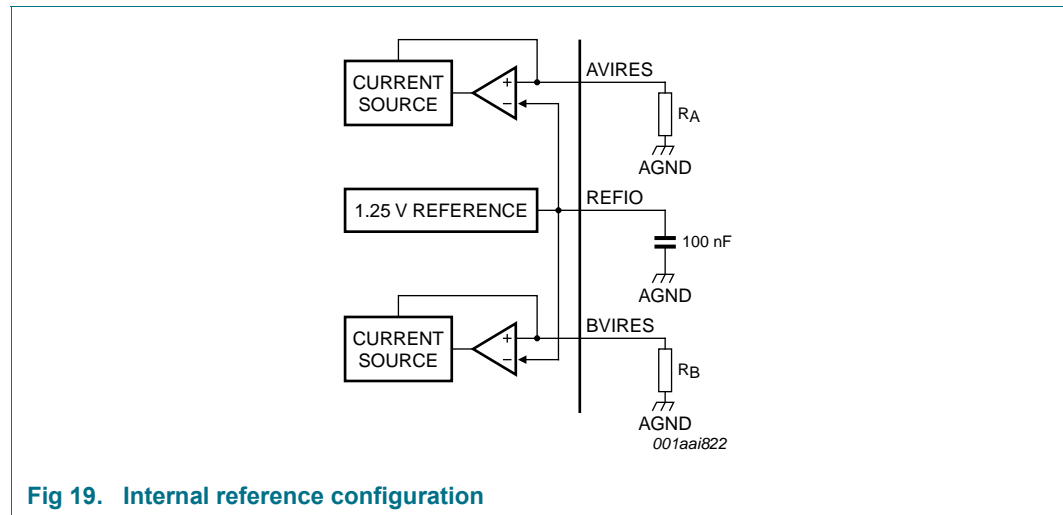 CURRENT
SOURCE
+
−
AVIRES
RA
AGND
1.25 V REFERENCE
REFIO
100 nF
AGND
CURRENT
SOURCE
+
−
BVIRES
RB
AGND
001aai822
Fig 19. Internal reference configuration